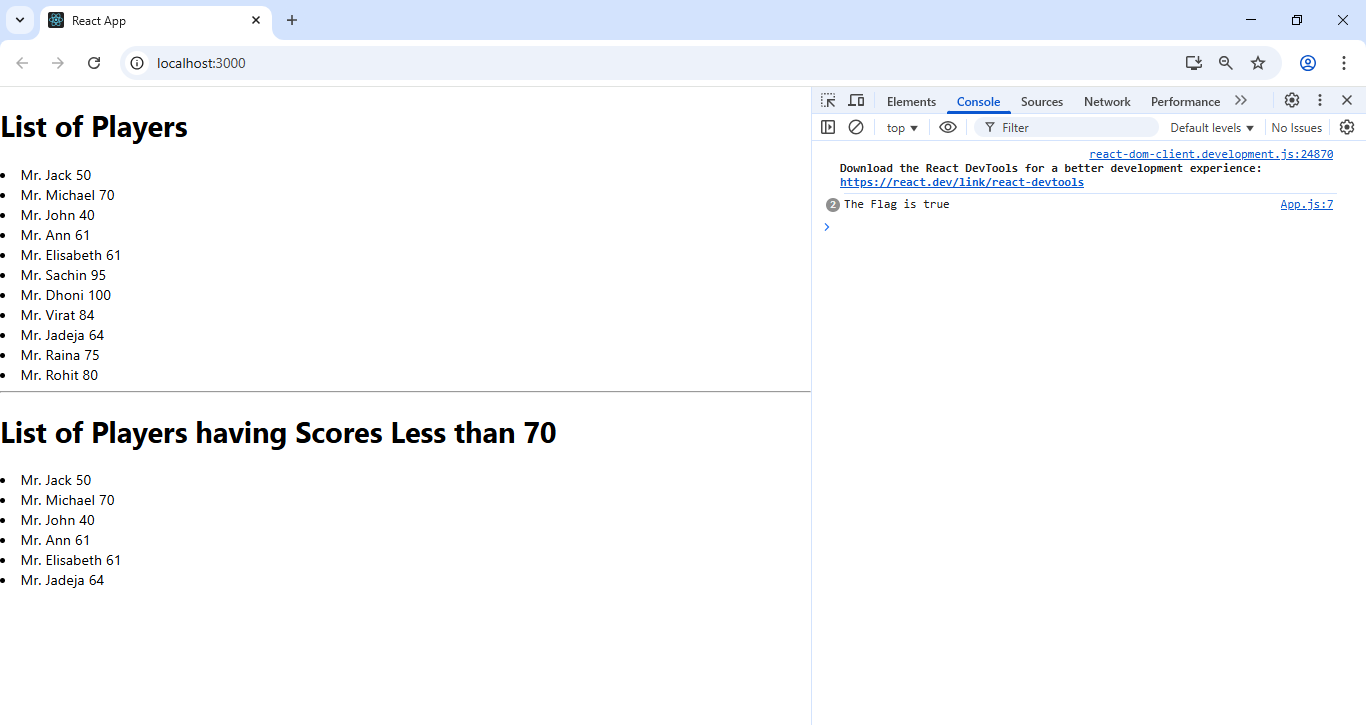 React App
localhost:3000
List of Players
Mr. Jack 50
Mr. Michael 70
Mr. John 40
Mr. Ann 61
Mr. Elisabeth 61
Mr. Sachin 95
Mr. Dhoni 100
Mr. Virat 84
Mr. Jadeja 64
Mr. Raina 75
Mr. Rohit 80
List of Players having Scores Less than 70
Mr. Jack 50
Mr. Michael 70
Mr. John 40
Mr. Ann 61
Mr. Elisabeth 61
Mr. Jadeja 64
Elements Console Sources Network Performance
top Filter Default levels No Issues
react-dom-client.development.js:24870
Download the React DevTools for a better development experience:
https://react.dev/link/react-devtools
2 The Flag is true App.js:7